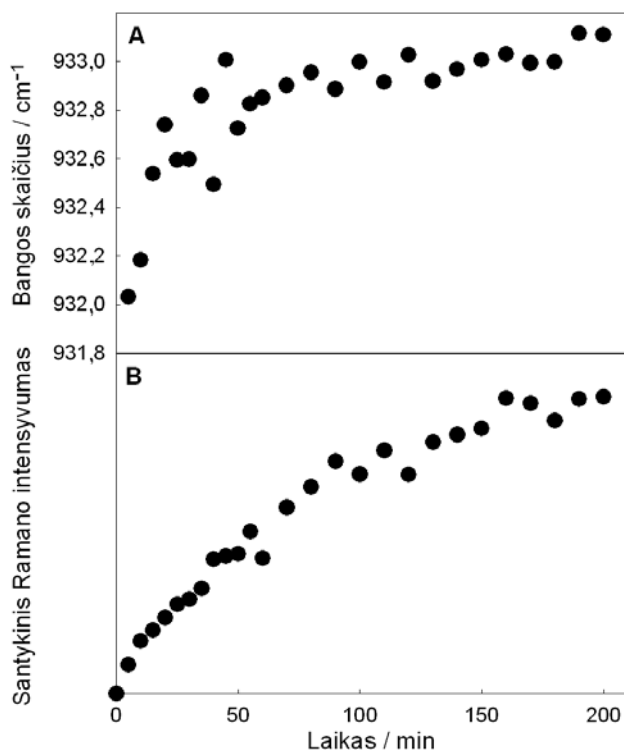 A
933,0
932,8
932,6
932,4
932,2
932,0
931,8
Bangos skaičius / cm⁻¹
B
Santykinis Ramano intensyvumas
0 50 100 150 200
Laikas / min